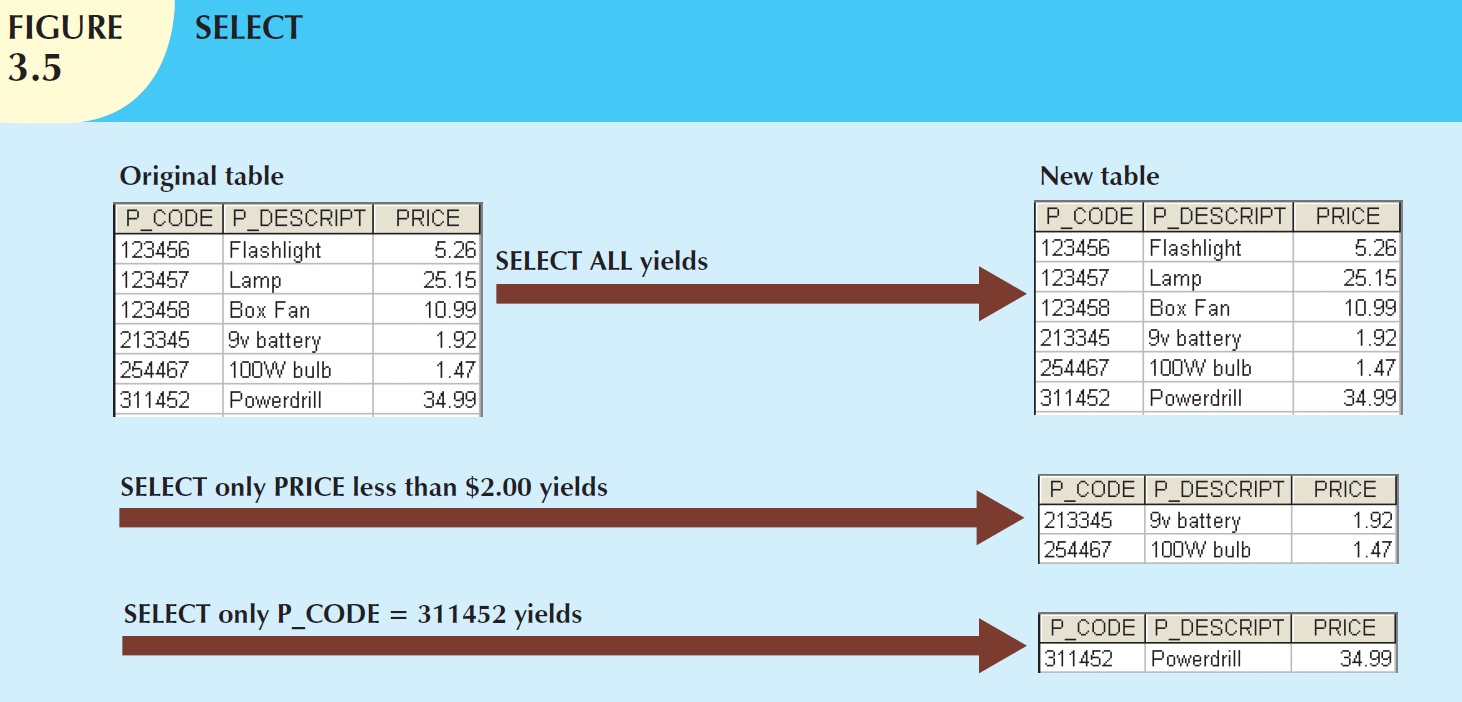 FIGURE
3.5
SELECT
Original table
P_CODE P_DESCRIPT PRICE
123456 Flashlight 5.26
123457 Lamp 25.15
123458 Box Fan 10.99
213345 9v battery 1.92
254467 100W bulb 1.47
311452 Powerdrill 34.99
SELECT ALL yields
New table
P_CODE P_DESCRIPT PRICE
123456 Flashlight 5.26
123457 Lamp 25.15
123458 Box Fan 10.99
213345 9v battery 1.92
254467 100W bulb 1.47
311452 Powerdrill 34.99
SELECT only PRICE less than $2.00 yields
P_CODE P_DESCRIPT PRICE
213345 9v battery 1.92
254467 100W bulb 1.47
SELECT only P_CODE = 311452 yields
P_CODE P_DESCRIPT PRICE
311452 Powerdrill 34.99